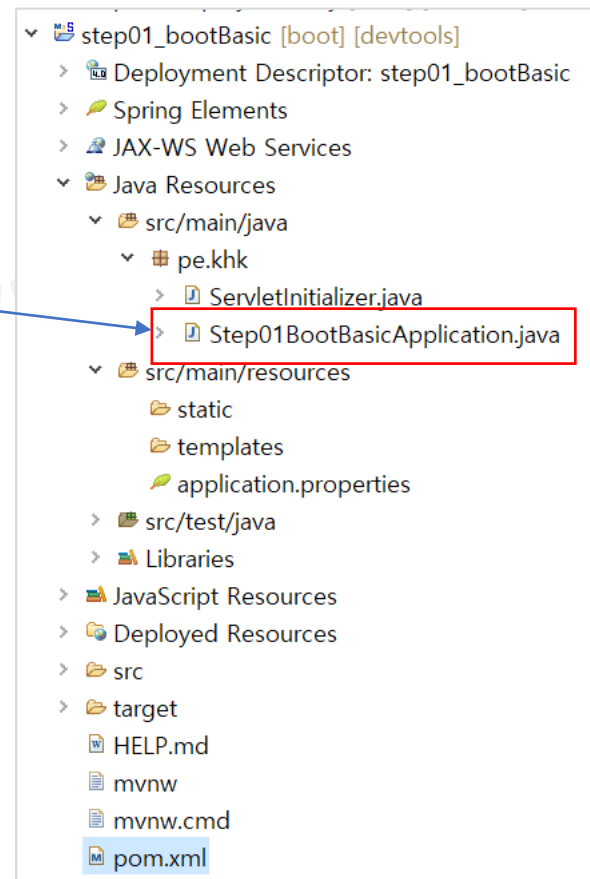 step01_bootBasic [boot] [devtools]
Deployment Descriptor: step01_bootBasic
Spring Elements
JAX-WS Web Services
Java Resources
src/main/java
pe.khk
ServletInitializer.java
Step01BootBasicApplication.java
src/main/resources
static
templates
application.properties
src/test/java
Libraries
JavaScript Resources
Deployed Resources
src
target
HELP.md
mvnw
mvnw.cmd
pom.xml